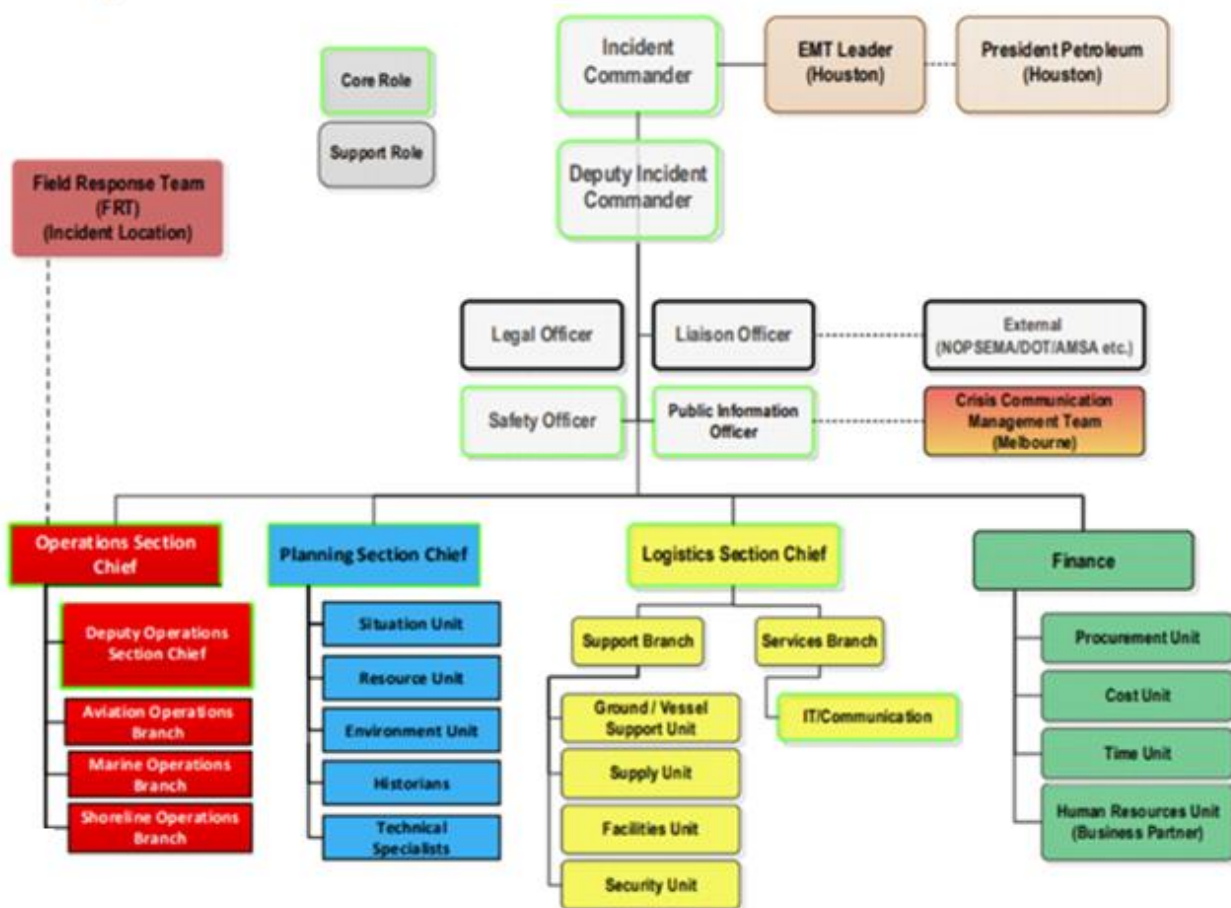 Incident
Commander
EMT Leader
(Houston)
President Petroleum
(Houston)
Core Role
Support Role
Deputy Incident
Commander
Field Response Team
(FRT)
(Incident Location)
Legal Officer
Liaison Officer
External
(NOPSEMA/DOT/AMSA etc.)
Safety Officer
Public Information
Officer
Crisis Communication
Management Team
(Melbourne)
Operations Section
Chief
Planning Section Chief
Logistics Section Chief
Finance
Deputy Operations
Section Chief
Aviation Operations
Branch
Marine Operations
Branch
Shoreline Operations
Branch
Situation Unit
Resource Unit
Environment Unit
Historians
Technical
Specialists
Support Branch
Services Branch
Ground / Vessel
Support Unit
Supply Unit
Facilities Unit
Security Unit
IT/Communication
Procurement Unit
Cost Unit
Time Unit
Human Resources Unit
(Business Partner)